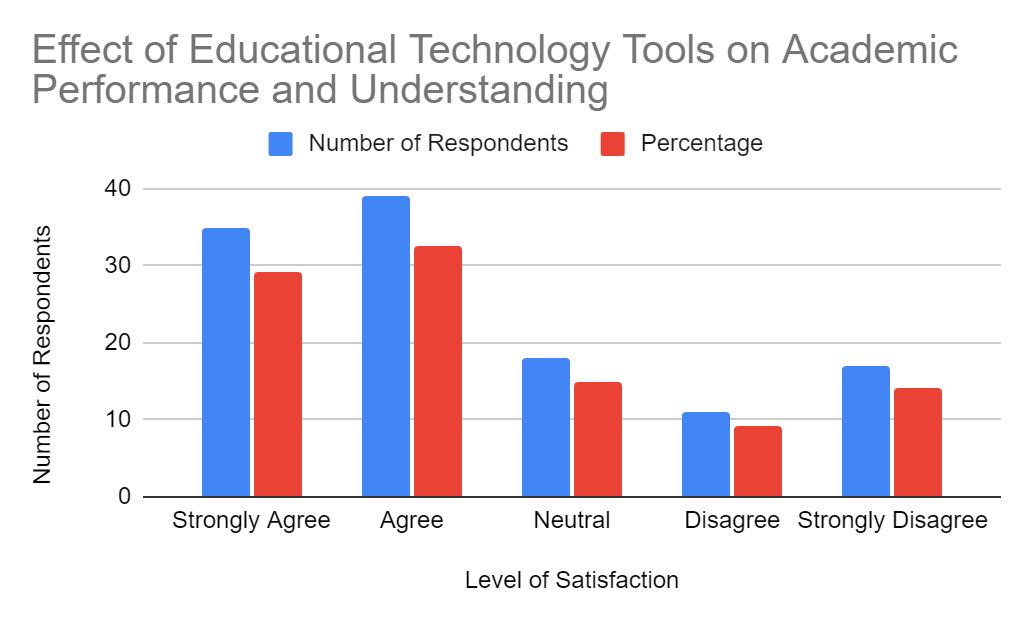 Effect of Educational Technology Tools on Academic
Performance and Understanding
Number of Respondents Percentage
Number of Respondents
40
30
20
10
0
Strongly Agree Agree Neutral Disagree Strongly Disagree
Level of Satisfaction